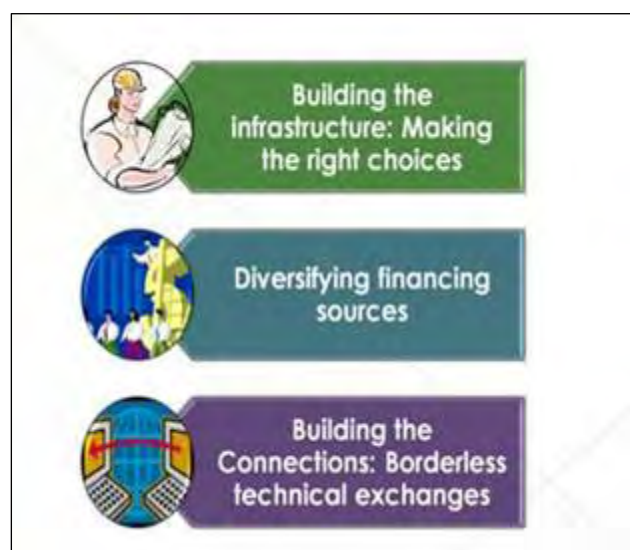 Building the
infrastructure: Making
the right choices
Diversifying financing
sources
Building the
Connections: Borderless
technical exchanges